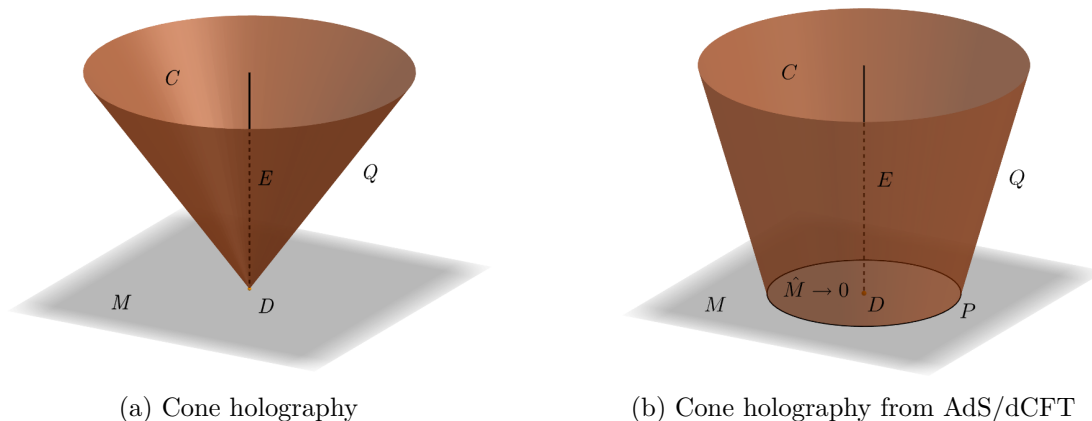 C
E
Q
M
D
(a) Cone holography
C
E
Q
M̂ → 0
M
D
P
(b) Cone holography from AdS/dCFT